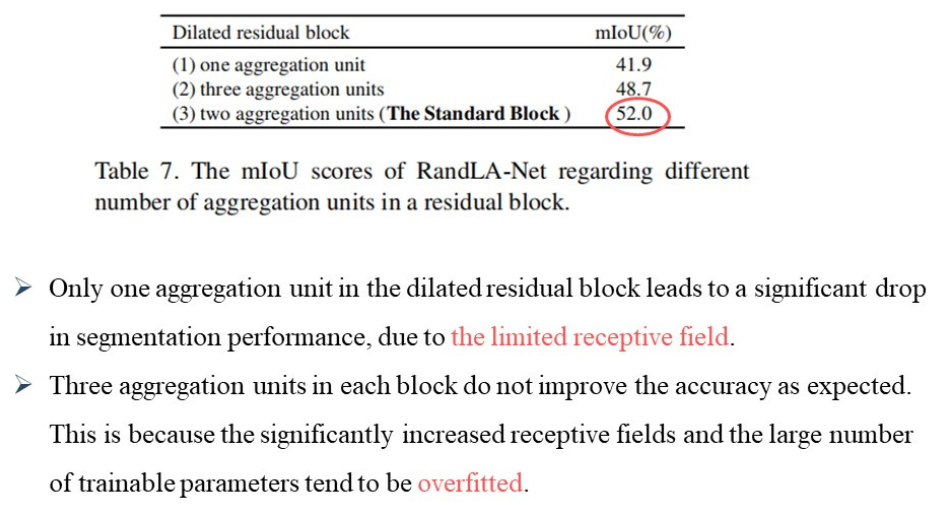 Dilated residual block mIoU(%)
(1) one aggregation unit 41.9
(2) three aggregation units 48.7
(3) two aggregation units (The Standard Block ) 52.0
Table 7. The mIoU scores of RandLA-Net regarding different
number of aggregation units in a residual block.
➢ Only one aggregation unit in the dilated residual block leads to a significant drop
in segmentation performance, due to the limited receptive field.
➢ Three aggregation units in each block do not improve the accuracy as expected.
This is because the significantly increased receptive fields and the large number
of trainable parameters tend to be overfitted.